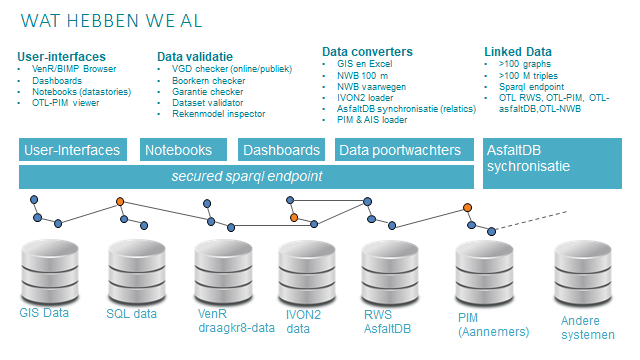 WAT HEBBEN WE AL
User-interfaces
• VenR/BIMP Browser
• Dashboards
• Notebooks (datastories)
• OTL-PIM viewer
Data validatie
• VGD checker (online/publiek)
• Boorkern checker
• Garantie checker
• Dataset validator
• Rekenmodel inspector
Data converters
• GIS en Excel
• NWB 100 m
• NWB vaarwegen
• IVON2 loader
• AsfaltDB synchronisatie (relatics)
• PIM & AIS loader
Linked Data
• >100 graphs
• >100 M triples
• Sparql endpoint
• OTL RWS, OTL-PIM, OTL-
asfaltDB,OTL-NWB
User-Interfaces
Notebooks
Dashboards
Data poortwachters
AsfaltDB
sychronisatie
secured sparql endpoint
GIS Data
SQL data
VenR
draagkr8-data
IVON2
data
RWS
AsfaltDB
PIM
(Aannemers)
Andere
systemen